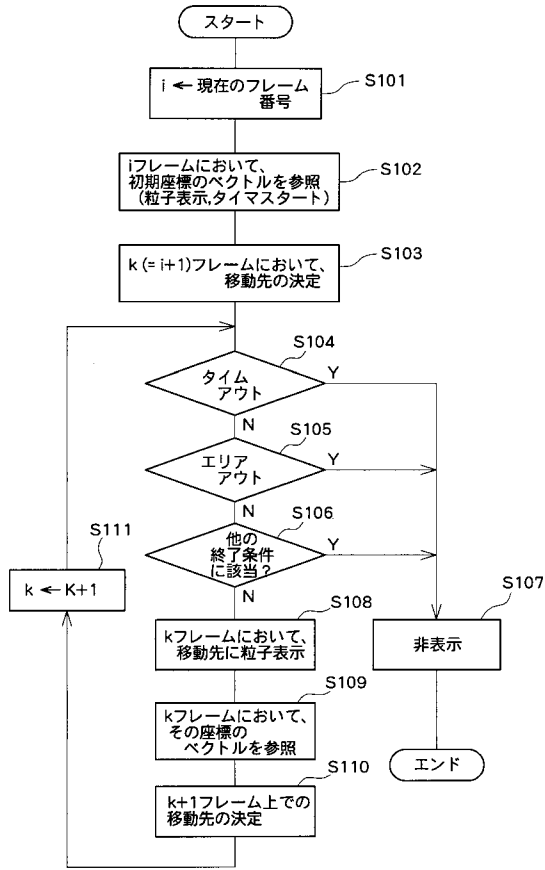 スタート
i ← 現在のフレーム
番号
S101
iフレームにおいて、
初期座標のベクトルを参照
(粒子表示,タイマスタート)
S102
k (= i+1)フレームにおいて、
移動先の決定
S103
S104
タイム
アウト
Y
N
S105
エリア
アウト
Y
N
S106
他の
終了条件
に該当?
Y
N
S111
k ← K+1
S108
kフレームにおいて、
移動先に粒子表示
S107
非表示
S109
kフレームにおいて、
その座標の
ベクトルを参照
エンド
S110
k+1フレーム上での
移動先の決定